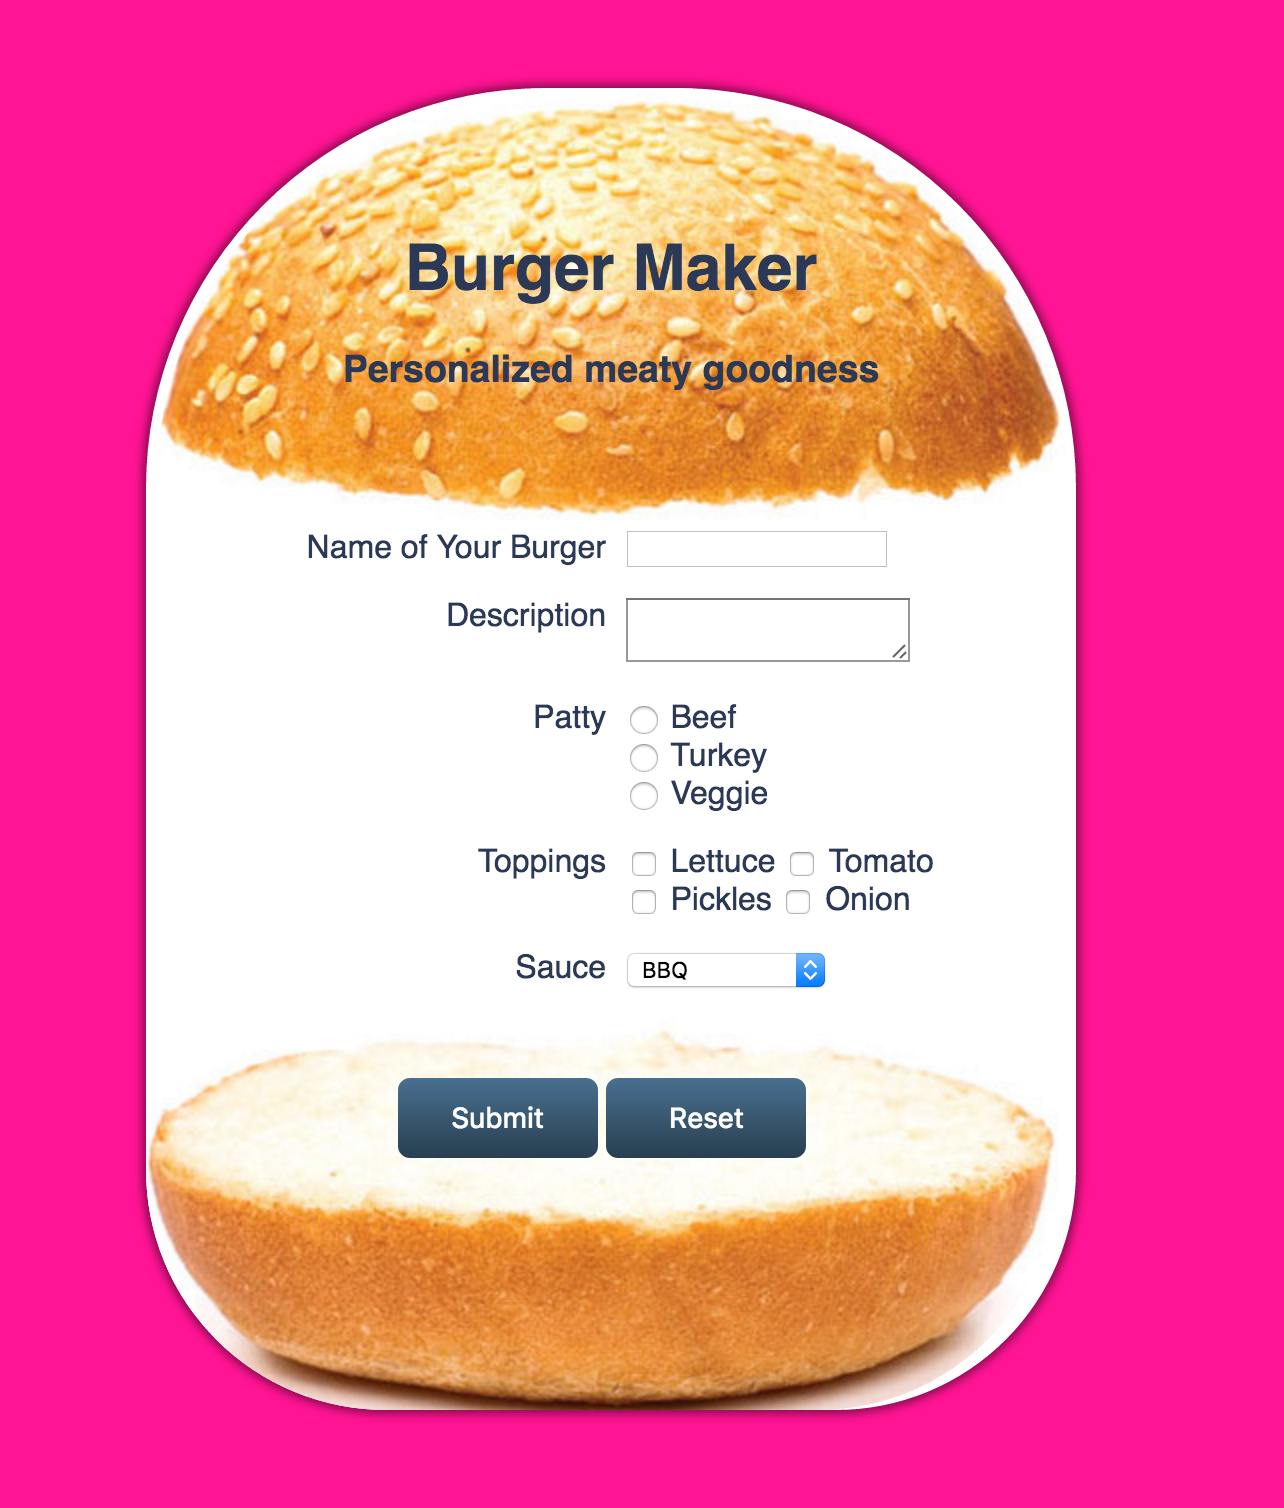 Burger Maker
Personalized meaty goodness
Name of Your Burger
Description
Patty Beef
Turkey
Veggie
Toppings Lettuce Tomato
Pickles Onion
Sauce BBQ
Submit Reset